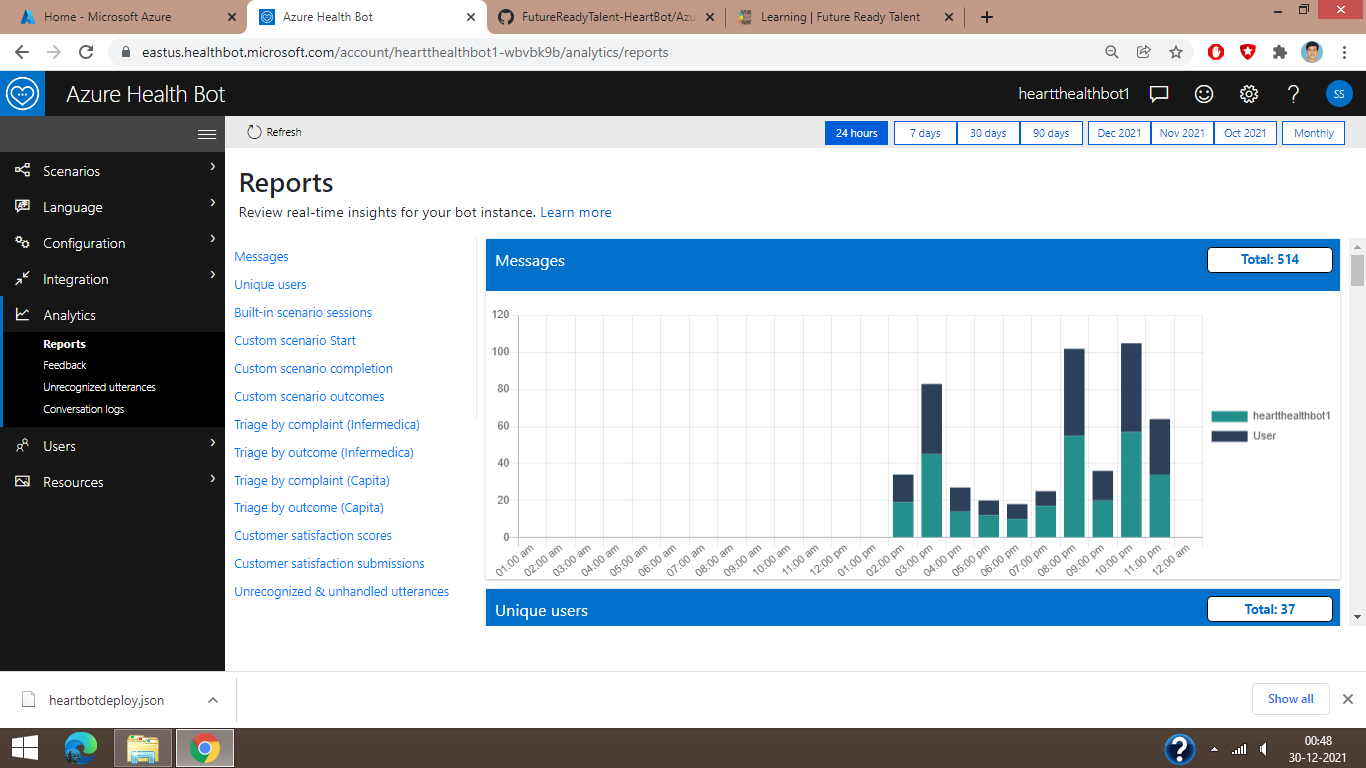 Home - Microsoft Azure
Azure Health Bot
FutureReadyTalent-HeartBot/Azu
Learning | Future Ready Talent
eastus.healthbot.microsoft.com/account/heartthealthbot1-wbvbk9b/analytics/reports
Azure Health Bot
heartthealthbot1
SS
Refresh
24 hours
7 days
30 days
90 days
Dec 2021
Nov 2021
Oct 2021
Monthly
Scenarios
Language
Configuration
Integration
Analytics
Reports
Feedback
Unrecognized utterances
Conversation logs
Users
Resources
Reports
Review real-time insights for your bot instance. Learn more
Messages
Unique users
Built-in scenario sessions
Custom scenario Start
Custom scenario completion
Custom scenario outcomes
Triage by complaint (Infermedica)
Triage by outcome (Infermedica)
Triage by complaint (Capita)
Triage by outcome (Capita)
Customer satisfaction scores
Customer satisfaction submissions
Unrecognized & unhandled utterances
Messages
Total: 514
120
100
80
60
40
20
0
01:00 am
02:00 am
03:00 am
04:00 am
05:00 am
06:00 am
07:00 am
08:00 am
09:00 am
10:00 am
11:00 am
12:00 pm
01:00 pm
02:00 pm
03:00 pm
04:00 pm
05:00 pm
06:00 pm
07:00 pm
08:00 pm
09:00 pm
10:00 pm
11:00 pm
12:00 am
heartthealthbot1
User
Unique users
Total: 37
heartbotdeploy.json
Show all
00:48
30-12-2021